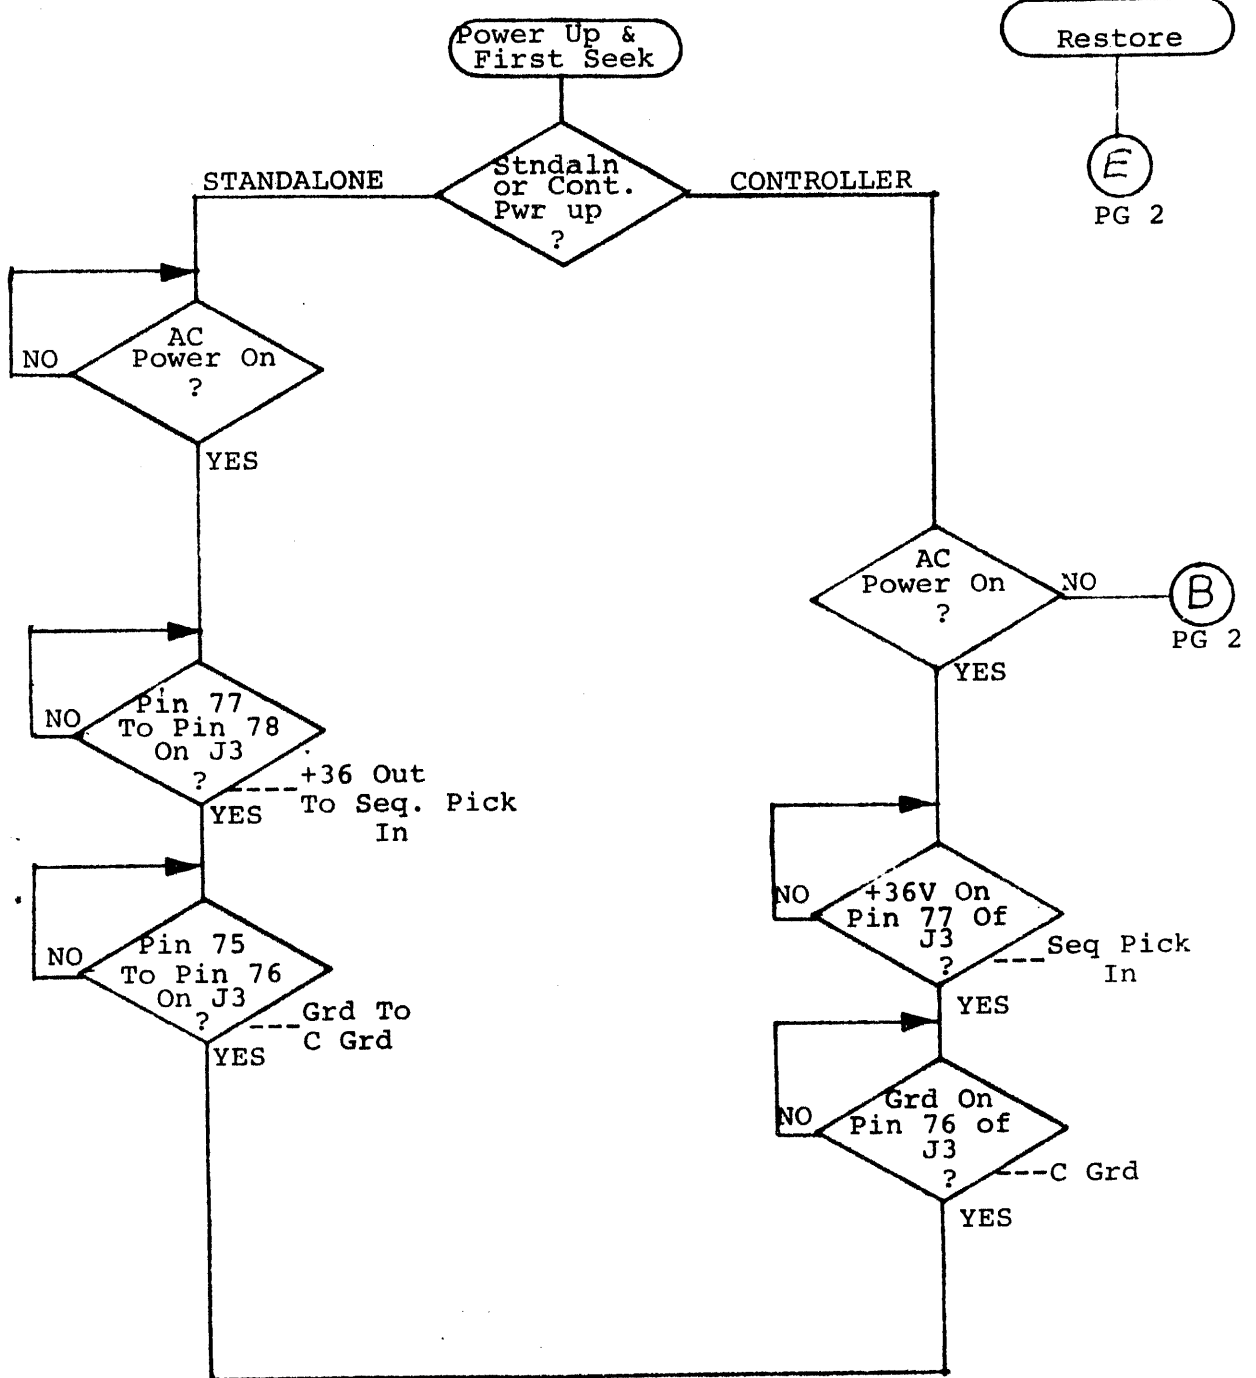 Power Up &
First Seek
Restore
E
PG 2
Stndaln
or Cont.
Pwr up
?
STANDALONE
CONTROLLER
AC
Power On
?
NO
YES
AC
Power On
?
NO
B
PG 2
YES
Pin 77
To Pin 78
On J3
?
NO
YES
---+36 Out
To Seq. Pick
In
+36V On
Pin 77 Of
J3
?
NO
YES
---Seq Pick
In
Pin 75
To Pin 76
On J3
?
NO
YES
---Grd To
C Grd
Grd On
Pin 76 of
J3
?
NO
YES
---C Grd